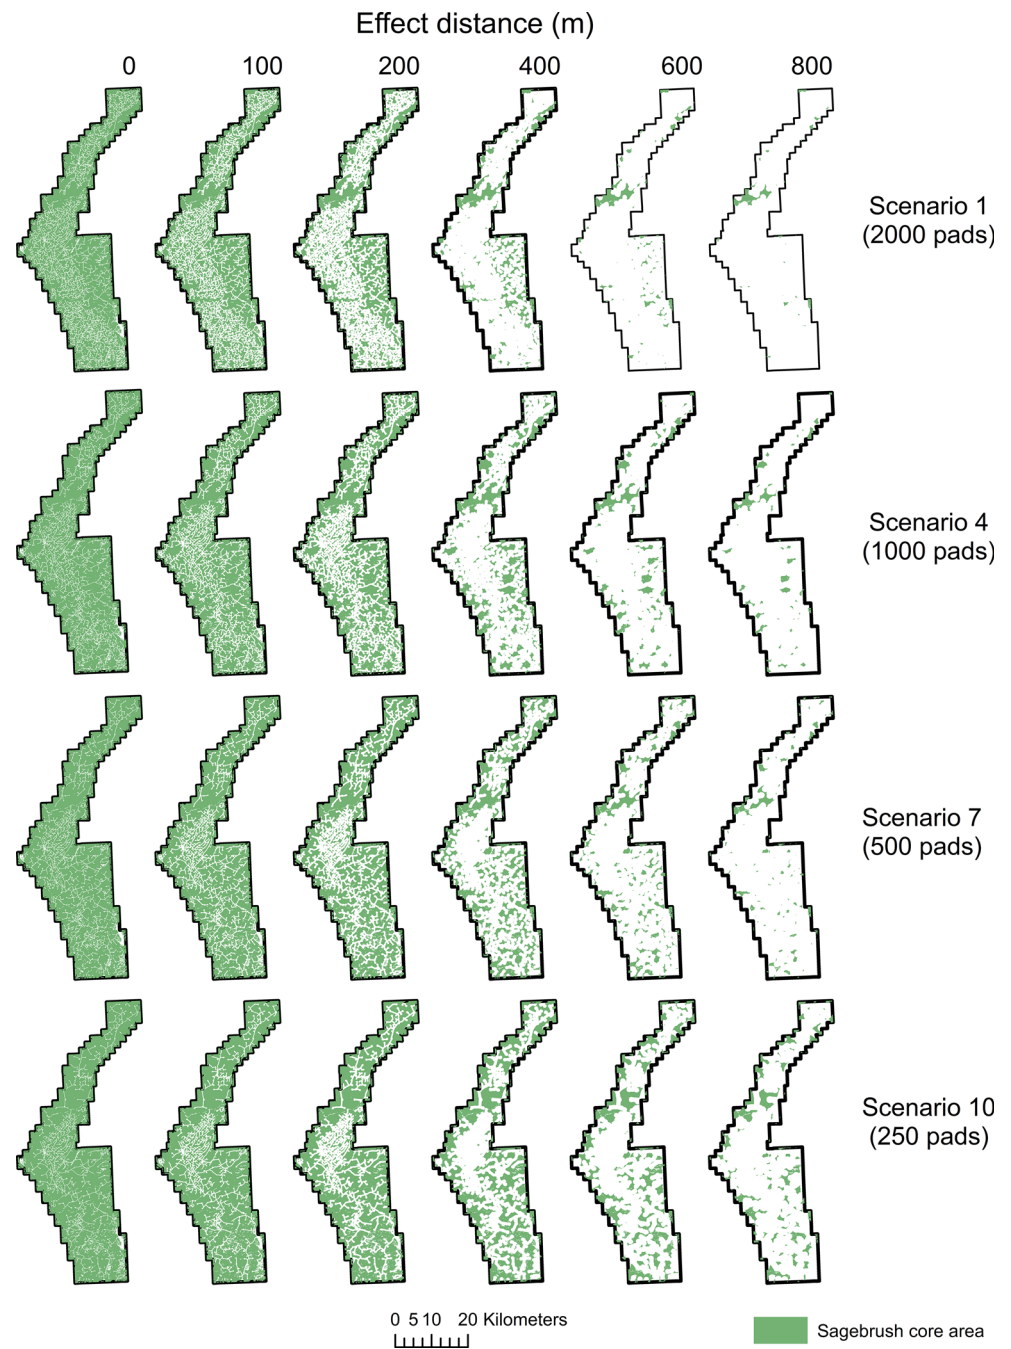 Effect distance (m)
0 100 200 400 600 800
Scenario 1
(2000 pads)
Scenario 4
(1000 pads)
Scenario 7
(500 pads)
Scenario 10
(250 pads)
0 5 10 20 Kilometers
Sagebrush core area